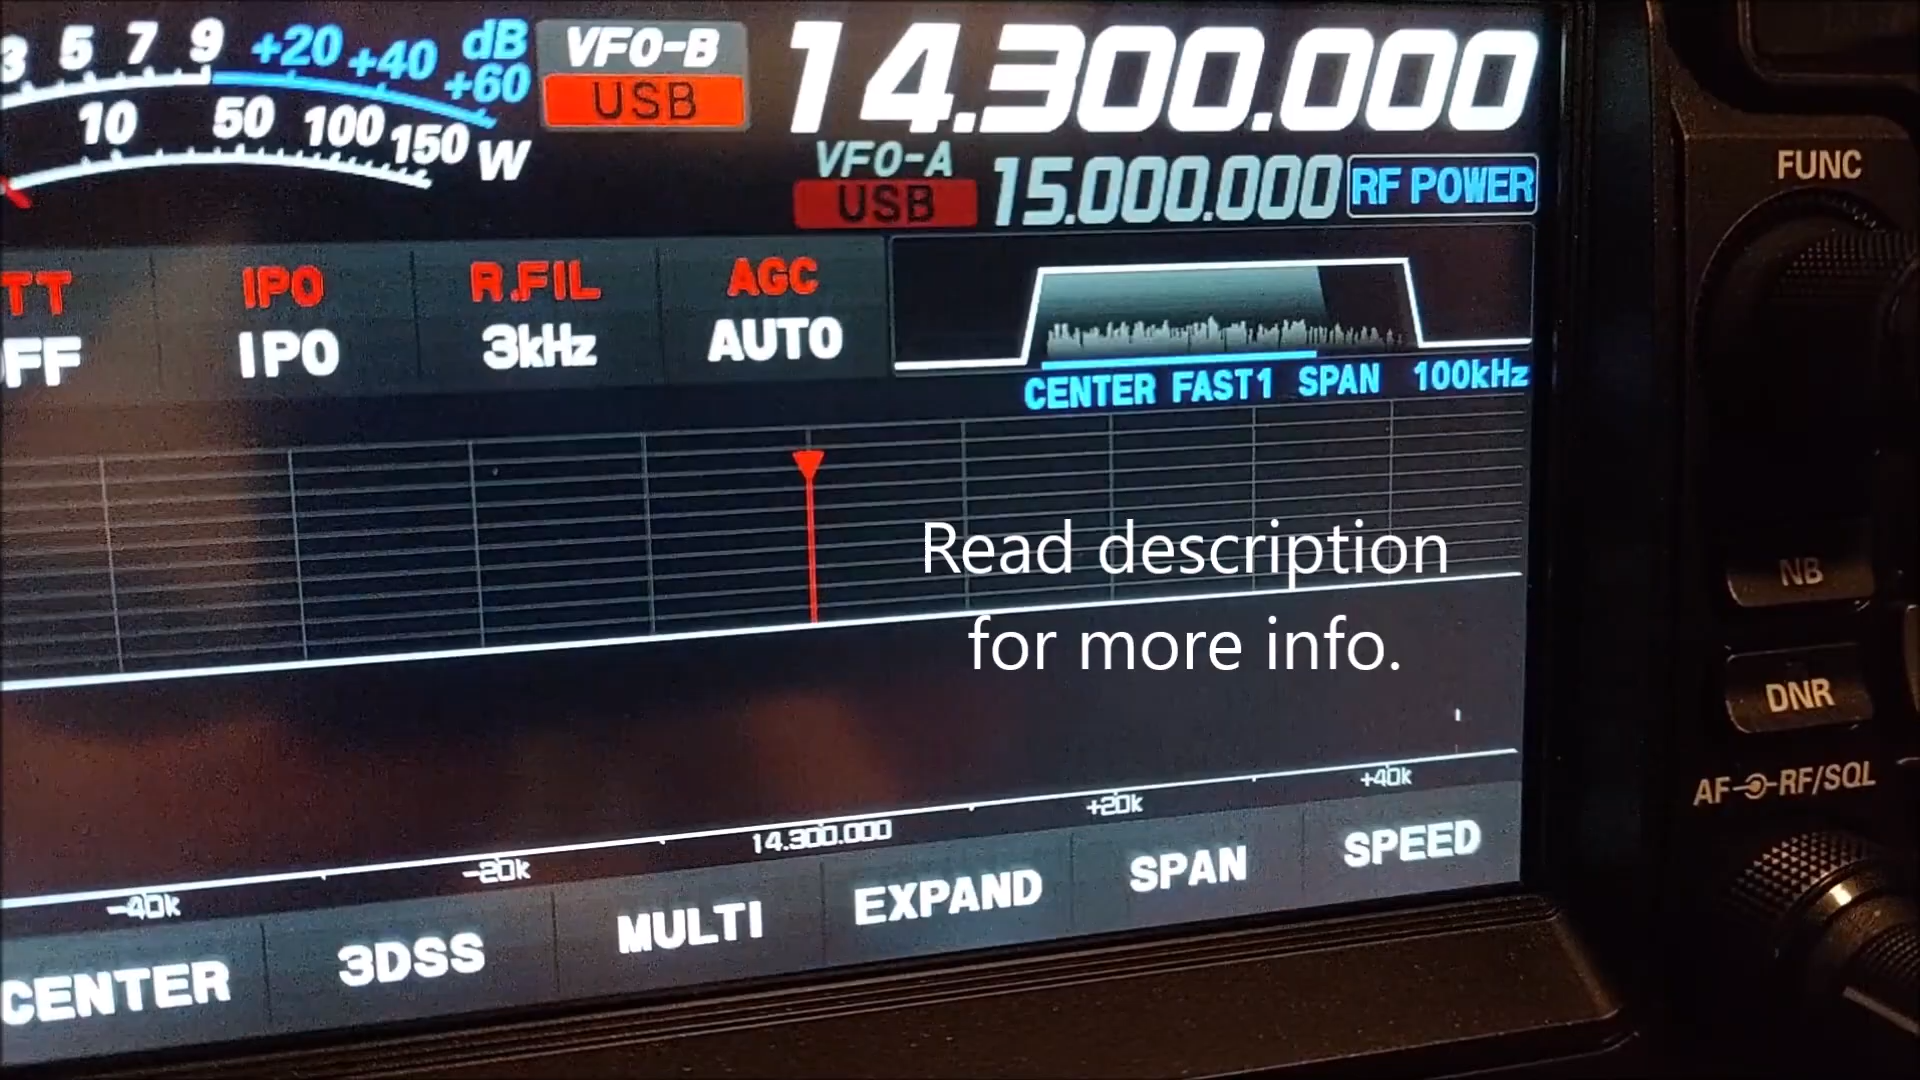 3 5 7 9 +20 +40 +60 dB
10 50 100 150 W
VFO-B
USB
14.300.000
VFO-A
USB
15.000.000
RF POWER
FUNC
TT
IPO
R.FIL
AGC
FF
IPO
3kHz
AUTO
CENTER FAST1 SPAN 100kHz
Read description
for more info.
NB
DNR
AF RF/SQL
-40k -20k 14.300.000 +20k +40k
CENTER 3DSS MULTI EXPAND SPAN SPEED